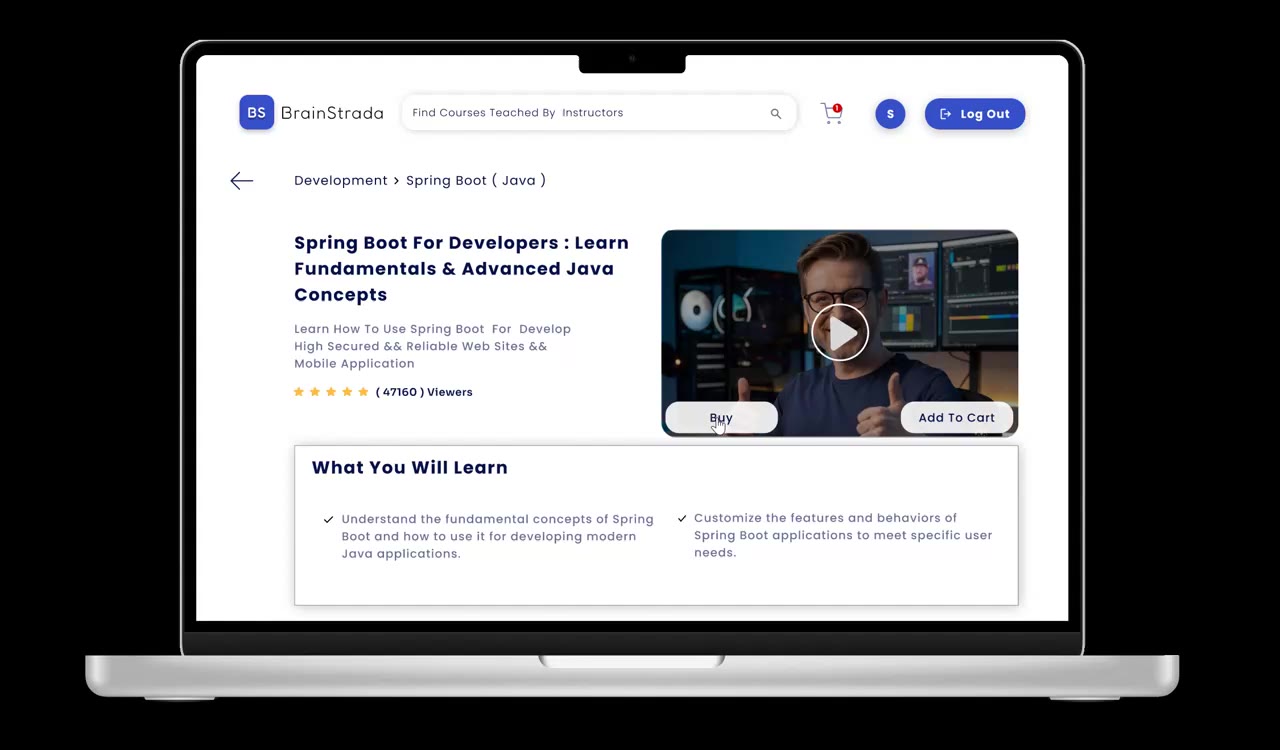 BS BrainStrada
Find Courses Teached By Instructors
1
S
Log Out
Development > Spring Boot ( Java )
Spring Boot For Developers : Learn
Fundamentals & Advanced Java
Concepts
Learn How To Use Spring Boot For Develop
High Secured && Reliable Web Sites &&
Mobile Application
( 47160 ) Viewers
Buy
Add To Cart
What You Will Learn
Understand the fundamental concepts of Spring
Boot and how to use it for developing modern
Java applications.
Customize the features and behaviors of
Spring Boot applications to meet specific user
needs.